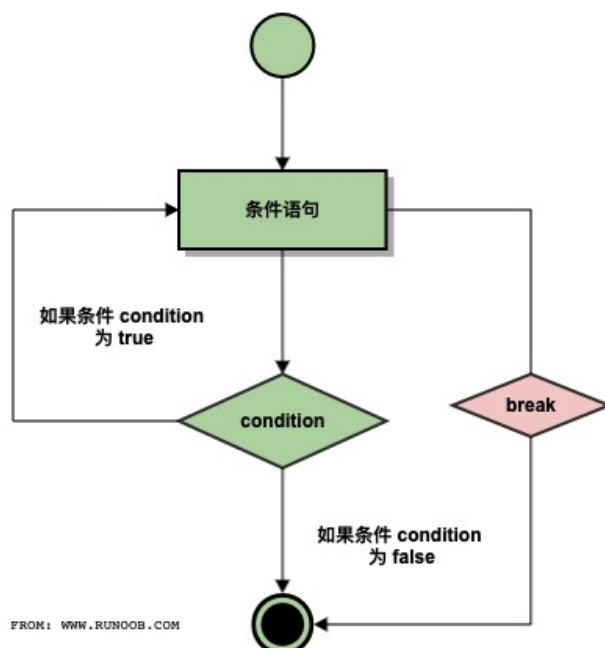 条件语句
如果条件 condition
为 true
condition
break
如果条件 condition
为 false
FROM: WWW.RUNOOB.COM